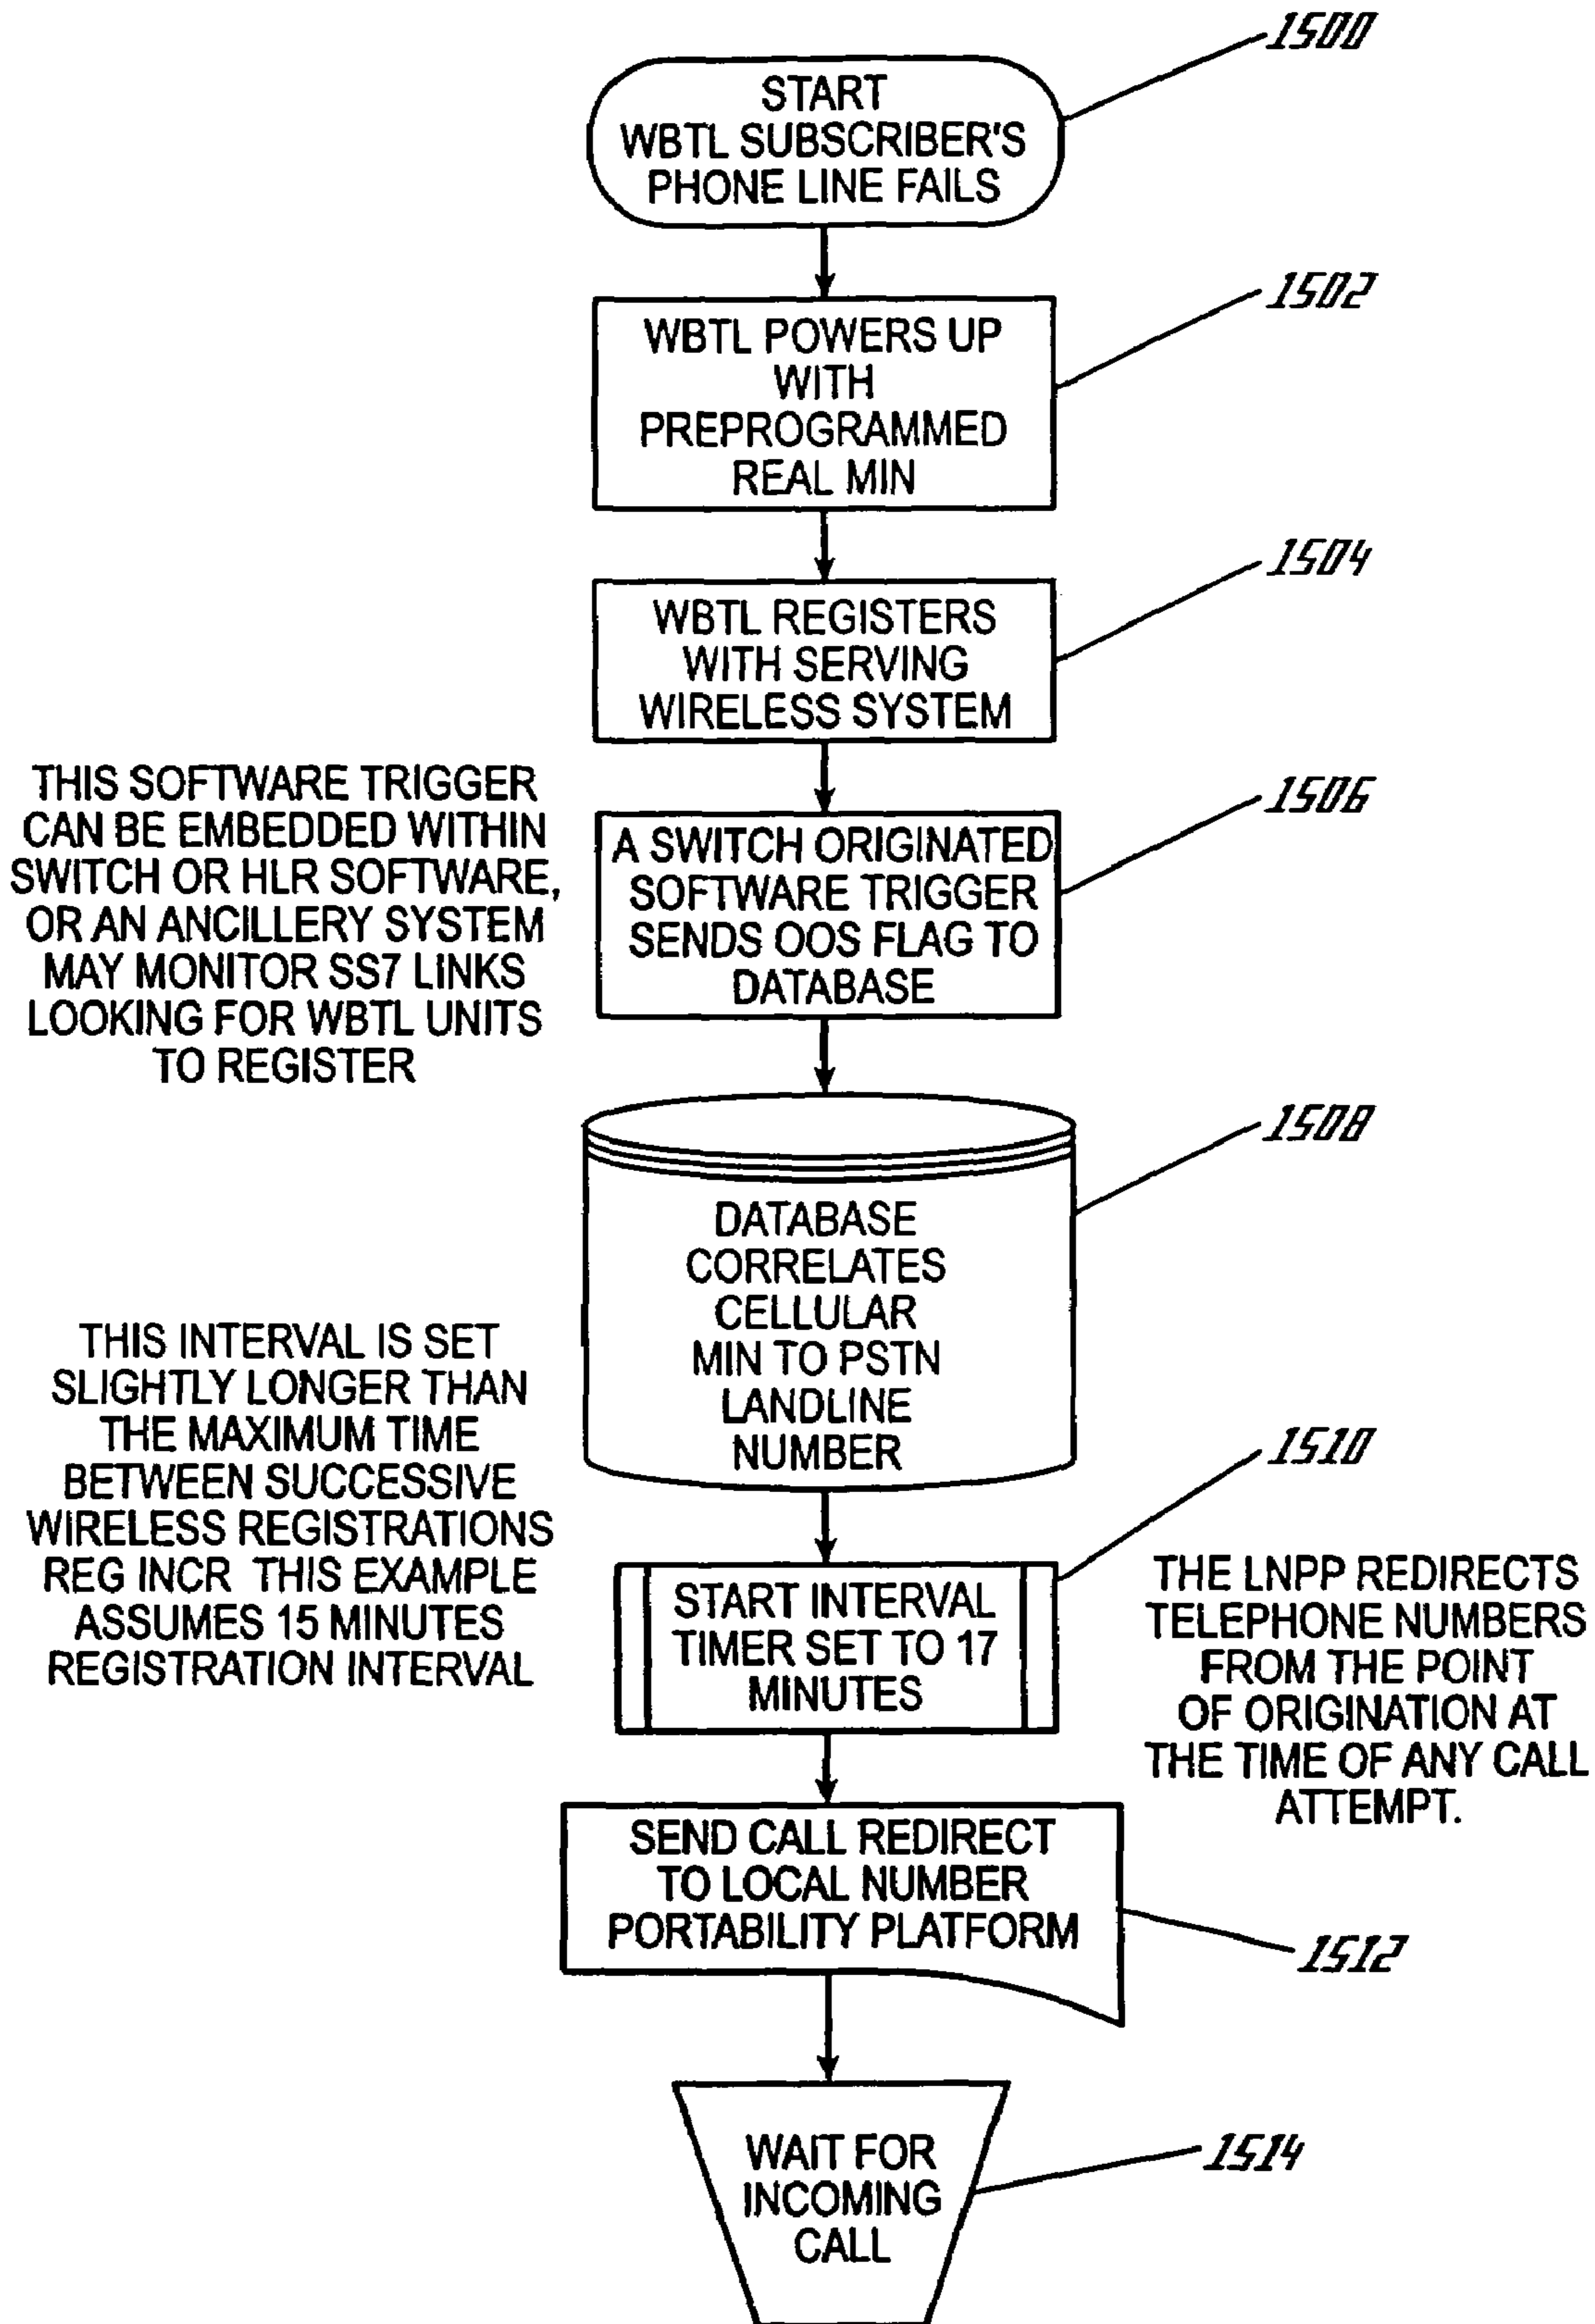 1500
START
WBTL SUBSCRIBER'S
PHONE LINE FAILS
1502
WBTL POWERS UP
WITH
PREPROGRAMMED
REAL MIN
1504
WBTL REGISTERS
WITH SERVING
WIRELESS SYSTEM
THIS SOFTWARE TRIGGER
CAN BE EMBEDDED WITHIN
SWITCH OR HLR SOFTWARE,
OR AN ANCILLERY SYSTEM
MAY MONITOR SS7 LINKS
LOOKING FOR WBTL UNITS
TO REGISTER
1506
A SWITCH ORIGINATED
SOFTWARE TRIGGER
SENDS OOS FLAG TO
DATABASE
1508
DATABASE
CORRELATES
CELLULAR
MIN TO PSTN
LANDLINE
NUMBER
THIS INTERVAL IS SET
SLIGHTLY LONGER THAN
THE MAXIMUM TIME
BETWEEN SUCCESSIVE
WIRELESS REGISTRATIONS
REG INCR THIS EXAMPLE
ASSUMES 15 MINUTES
REGISTRATION INTERVAL
1510
START INTERVAL
TIMER SET TO 17
MINUTES
THE LNPP REDIRECTS
TELEPHONE NUMBERS
FROM THE POINT
OF ORIGINATION AT
THE TIME OF ANY CALL
ATTEMPT.
SEND CALL REDIRECT
TO LOCAL NUMBER
PORTABILITY PLATFORM
1512
WAIT FOR
INCOMING
CALL
1514